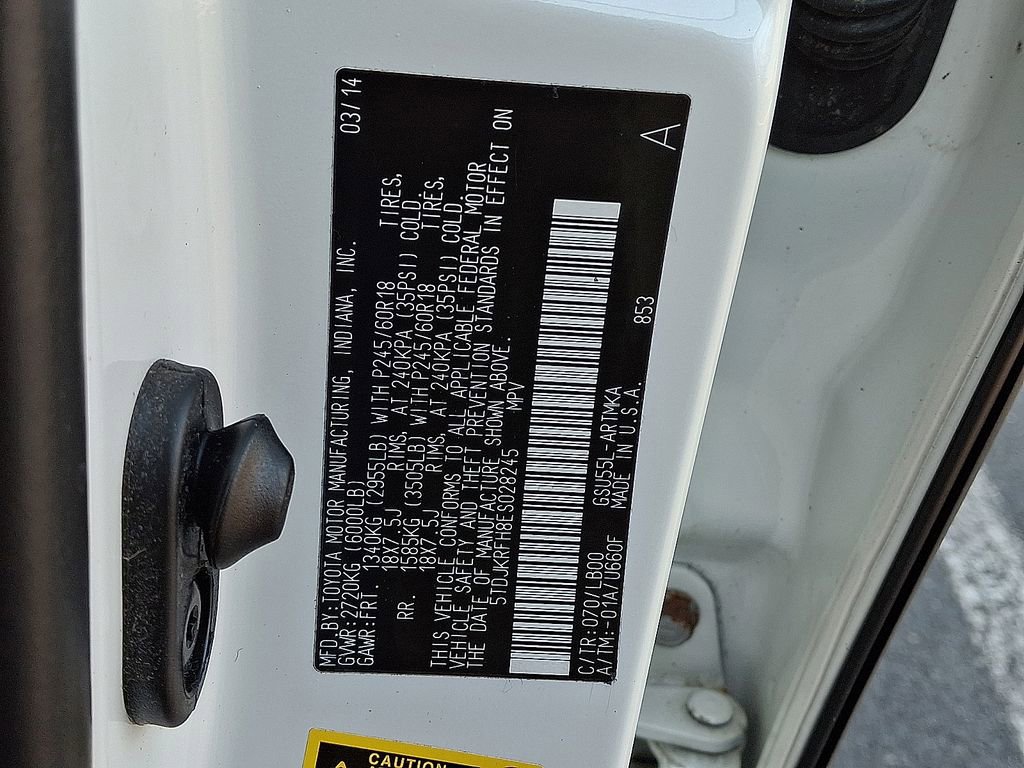 MFD.BY:TOYOTA MOTOR MANUFACTURING, INDIANA, INC. 03/14
GVWR:2720KG (6000LB)
GAWR:FRT. 1340KG (2955LB) WITH P245/60R18 TIRES,
18X7.5J RIMS, AT 240KPA (35PSI) COLD
RR. 1585KG (3505LB) WITH P245/60R18 TIRES,
18X7.5J RIMS, AT 240KPA (35PSI) COLD.
THIS VEHICLE CONFORMS TO ALL APPLICABLE FEDERAL MOTOR
VEHICLE SAFETY AND THEFT PREVENTION STANDARDS IN EFFECT ON
THE DATE OF MANUFACTURE SHOWN ABOVE.
5TDJKRFH8ES028245 MPV
C/TR:070/LB00 GSU55L-ARTMKA 853 A
A/TM:-01A/U660F MADE IN U.S.A.
CAUTION